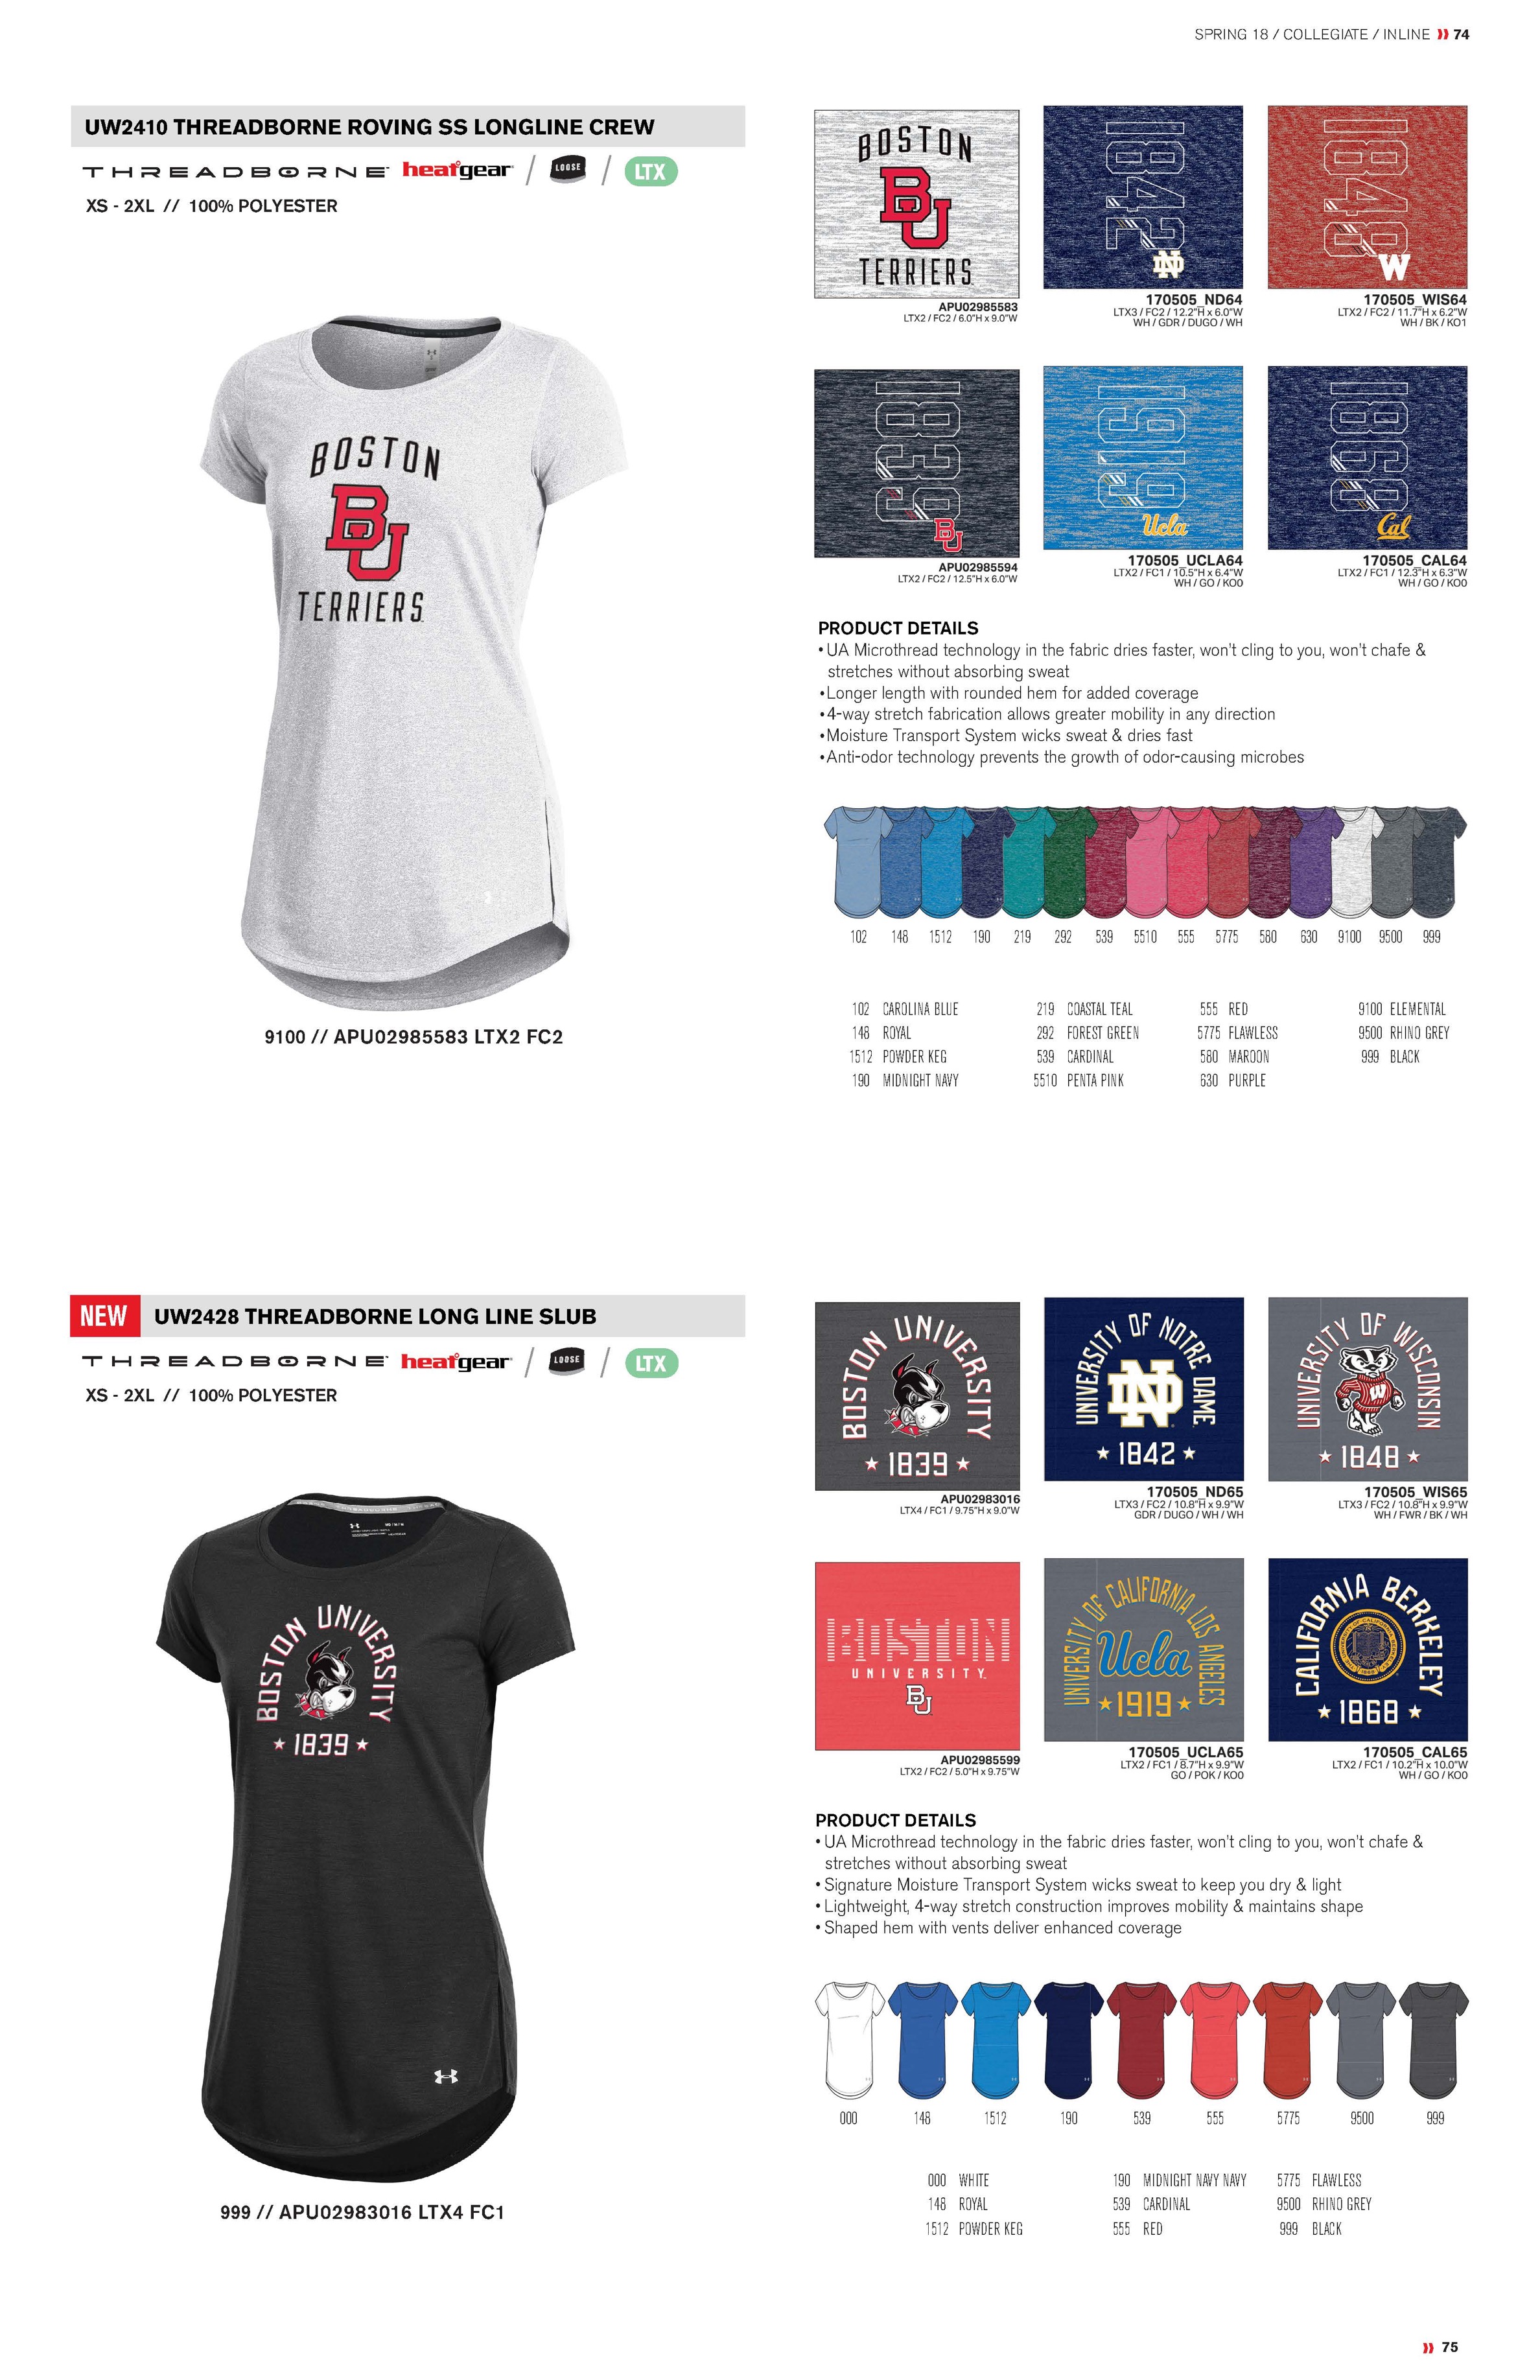 SPRING 18 / COLLEGIATE / INLINE 74
UW2410 THREADBORNE ROVING SS LONGLINE CREW
THREADBORNE heatgear / LOOSE / LTX
XS - 2XL // 100% POLYESTER
BOSTON
BU
TERRIERS
9100 // APU02985583 LTX2 FC2
BOSTON
BU
TERRIERS
APU02985583
LTX2 / FC2 / 6.0"H x 9.0"W
1842
ND
170505_ND64
LTX3 / FC2 / 12.2"H x 6.0"W
WH / GDR / DUGO / WH
1848
W
170505_WIS64
LTX2 / FC2 / 11.7"H x 6.2"W
WH / BK / KO1
1839
BU
APU02985594
LTX2 / FC2 / 12.5"H x 6.0"W
1919
Ucla
170505_UCLA64
LTX2 / FC1 / 10.5"H x 6.4"W
WH / GO / KO0
1868
Cal
170505_CAL64
LTX2 / FC1 / 12.3"H x 6.3"W
WH / GO / KO0
PRODUCT DETAILS
• UA Microthread technology in the fabric dries faster, won't cling to you, won't chafe &
stretches without absorbing sweat
• Longer length with rounded hem for added coverage
• 4-way stretch fabrication allows greater mobility in any direction
• Moisture Transport System wicks sweat & dries fast
• Anti-odor technology prevents the growth of odor-causing microbes
102 148 1512 190 219 292 539 5510 555 5775 580 630 9100 9500 999
102 CAROLINA BLUE 219 COASTAL TEAL 555 RED 9100 ELEMENTAL
148 ROYAL 292 FOREST GREEN 5775 FLAWLESS 9500 RHINO GREY
1512 POWDER KEG 539 CARDINAL 580 MAROON 999 BLACK
190 MIDNIGHT NAVY 5510 PENTA PINK 630 PURPLE
NEW UW2428 THREADBORNE LONG LINE SLUB
THREADBORNE heatgear / LOOSE / LTX
XS - 2XL // 100% POLYESTER
BOSTON UNIVERSITY
1839
999 // APU02983016 LTX4 FC1
BOSTON UNIVERSITY
1839
APU02983016
LTX4 / FC1 / 9.75"H x 9.0"W
UNIVERSITY OF NOTRE DAME
ND
1842
170505_ND65
LTX3 / FC2 / 10.8"H x 9.9"W
GDR / DUGO / WH / WH
UNIVERSITY OF WISCONSIN
W
1848
170505_WIS65
LTX3 / FC2 / 10.8"H x 9.9"W
WH / FWR / BK / WH
BOSTON
UNIVERSITY
BU
APU02985599
LTX2 / FC2 / 5.0"H x 9.75"W
UNIVERSITY OF CALIFORNIA LOS ANGELES
Ucla
1919
170505_UCLA65
LTX2 / FC1 / 8.7"H x 9.9"W
GO / POK / KO0
CALIFORNIA BERKELEY
1868
170505_CAL65
LTX2 / FC1 / 10.2"H x 10.0"W
WH / GO / KO0
PRODUCT DETAILS
• UA Microthread technology in the fabric dries faster, won't cling to you, won't chafe &
stretches without absorbing sweat
• Signature Moisture Transport System wicks sweat to keep you dry & light
• Lightweight, 4-way stretch construction improves mobility & maintains shape
• Shaped hem with vents deliver enhanced coverage
000 148 1512 190 539 555 5775 9500 999
000 WHITE 190 MIDNIGHT NAVY NAVY 5775 FLAWLESS
148 ROYAL 539 CARDINAL 9500 RHINO GREY
1512 POWDER KEG 555 RED 999 BLACK
75